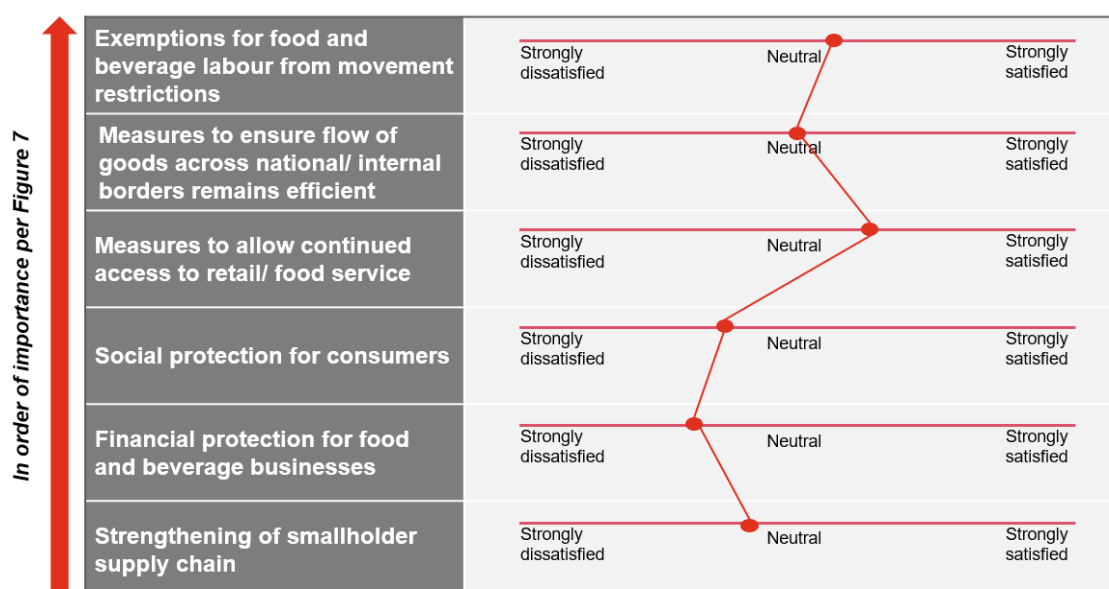 In order of importance per Figure 7
Exemptions for food and
beverage labour from movement
restrictions
Strongly
dissatisfied
Neutral
Strongly
satisfied
Measures to ensure flow of
goods across national/ internal
borders remains efficient
Strongly
dissatisfied
Neutral
Strongly
satisfied
Measures to allow continued
access to retail/ food service
Strongly
dissatisfied
Neutral
Strongly
satisfied
Social protection for consumers
Strongly
dissatisfied
Neutral
Strongly
satisfied
Financial protection for food
and beverage businesses
Strongly
dissatisfied
Neutral
Strongly
satisfied
Strengthening of smallholder
supply chain
Strongly
dissatisfied
Neutral
Strongly
satisfied